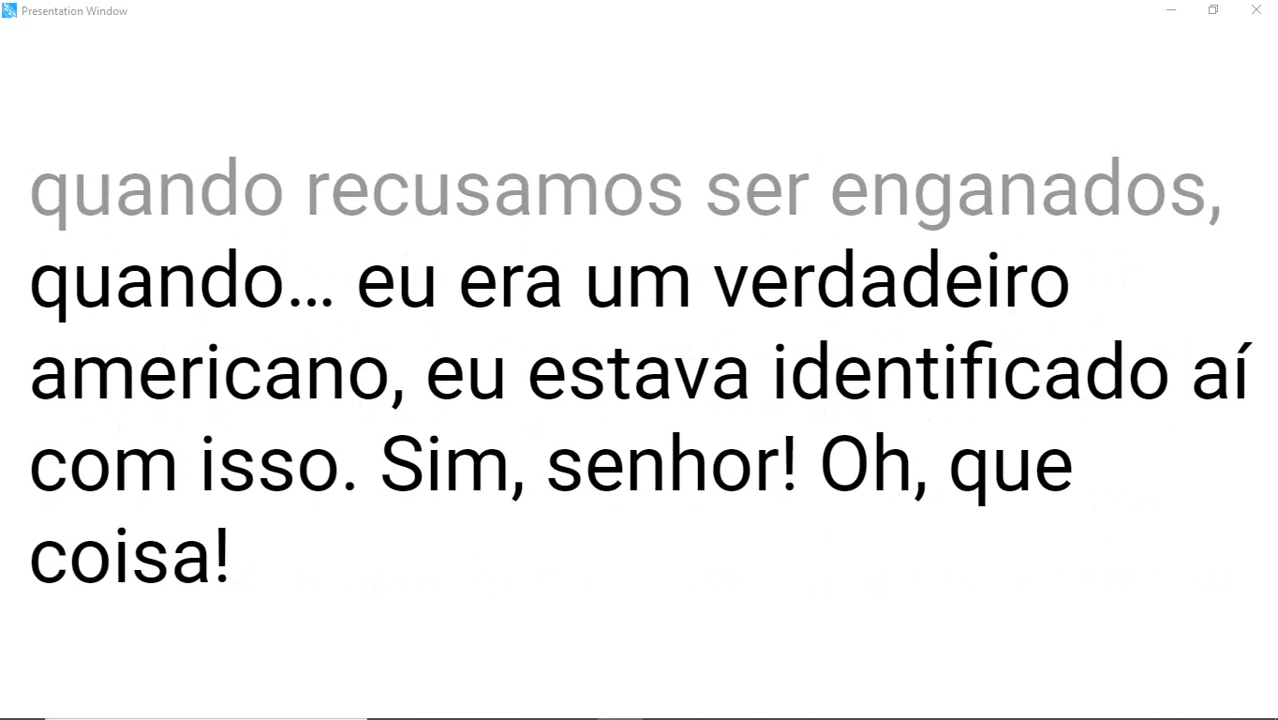 Presentation Window
quando recusamos ser enganados,
quando... eu era um verdadeiro
americano, eu estava identificado aí
com isso. Sim, senhor! Oh, que
coisa!